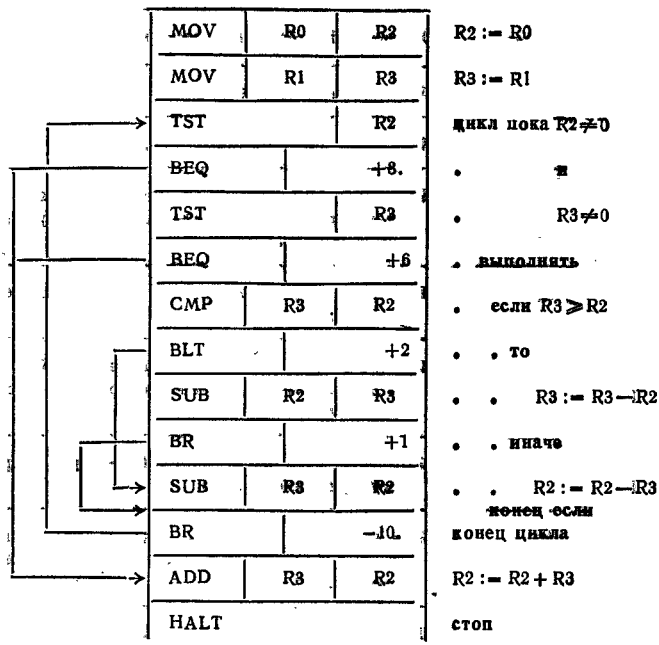 MOV R0 R2 R2 := R0
MOV R1 R3 R3 := R1
TST R2 цикл пока R2≠0
BEQ +8. . и
TST R3 . R3≠0
BEQ +6 . выполнять
CMP R3 R2 . если R3⩾R2
BLT +2 . . то
SUB R2 R3 . . R3 := R3—R2
BR +1 . . иначе
SUB R3 R2 . . R2 := R2—R3
конец если
BR —10. конец цикла
ADD R3 R2 R2 := R2 + R3
HALT стоп